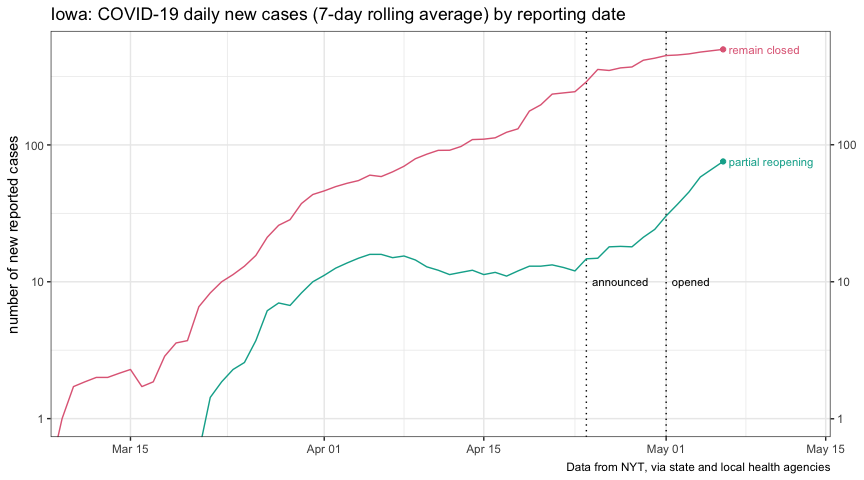 Iowa: COVID-19 daily new cases (7-day rolling average) by reporting date
number of new reported cases
remain closed
100
100
partial reopening
10
10
announced
opened
1
1
Mar 15
Apr 01
Apr 15
May 01
May 15
Data from NYT, via state and local health agencies